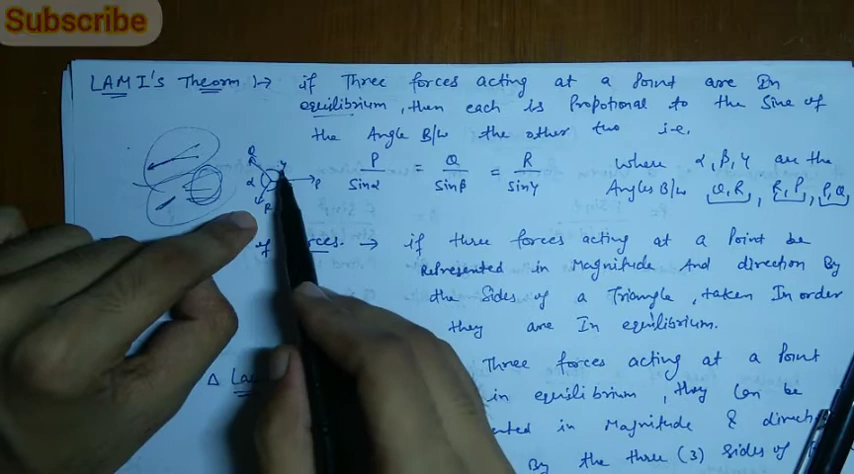 Subscribe
LAMI's Theorm :→ if Three forces acting at a Point are In
equilibrium, then each is Propotional to the Sine of
the Angle B/w the other two i.e.
P/sinα = Q/sinβ = R/sinγ where α, β, γ are the
Angles B/w Q,R, R,P, P,Q
Q
γ
α
P
R
of forces. → if three forces acting at a Point be
Represented in Magnitude And direction By
the Sides of a Triangle, taken In order
they are In equilibrium.
Δ La
Three forces acting at a Point
in equilibrium, they Can be
ented in Magnitude &
By the three (3) sides of